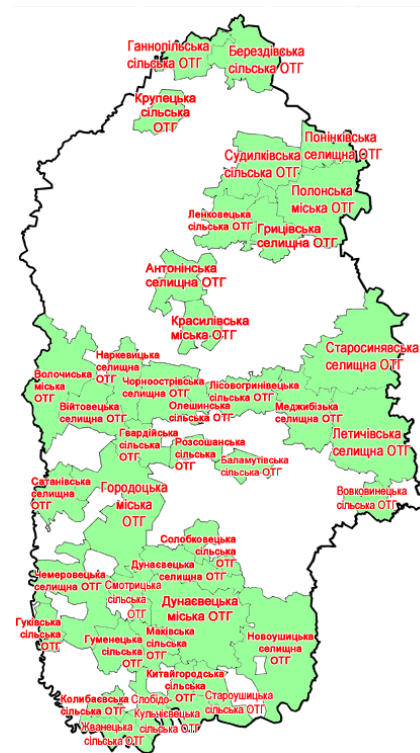 Ганнопільська
сільська ОТГ
Берездівська
сільська ОТГ
Крупецька
сільська
ОТГ
Понінківська
селищна ОТГ
Судилківська
сільська ОТГ
Полонська
міська ОТГ
Ленковецька
сільська ОТГ
Грицівська
селищна ОТГ
Антонінська
селищна ОТГ
Красилівська
міська ОТГ
Старосинявська
селищна ОТГ
Наркевицька
селищна
ОТГ
Волочиська
міська
ОТГ
Чорноострівська
селищна ОТГ
Лісовогринівецька
сільська ОТГ
Війтовецька
селищна ОТГ
Олешинська
сільська ОТГ
Меджибізька
селищна
ОТГ
Гвардійська
сільська
ОТГ
Розсошанська
сільська
ОТГ
Летичівська
селищна
ОТГ
Баламутівська
сільська ОТГ
Сатанівська
селищна
ОТГ
Городоцька
міська
ОТГ
Вовковинецька
сільська
ОТГ
Солобковецька
сільська
ОТГ
Чемеровецька
селищна ОТГ
Дунаєвецька
селищна ОТГ
Смотрицька
сільська
ОТГ
Дунаєвецька
міська ОТГ
Гуківська
сільська
ОТГ
Гуменецька
сільська
ОТГ
Маківська
сільська
ОТГ
Новоушицька
селищна
ОТГ
Китайгородська
сільська
ОТГ
Колибаєвська
сільська ОТГ
Слобідо-
Кульчієвецька
сільська ОТГ
Староушицька
сільська ОТГ
Жванецька
сільська ОТГ